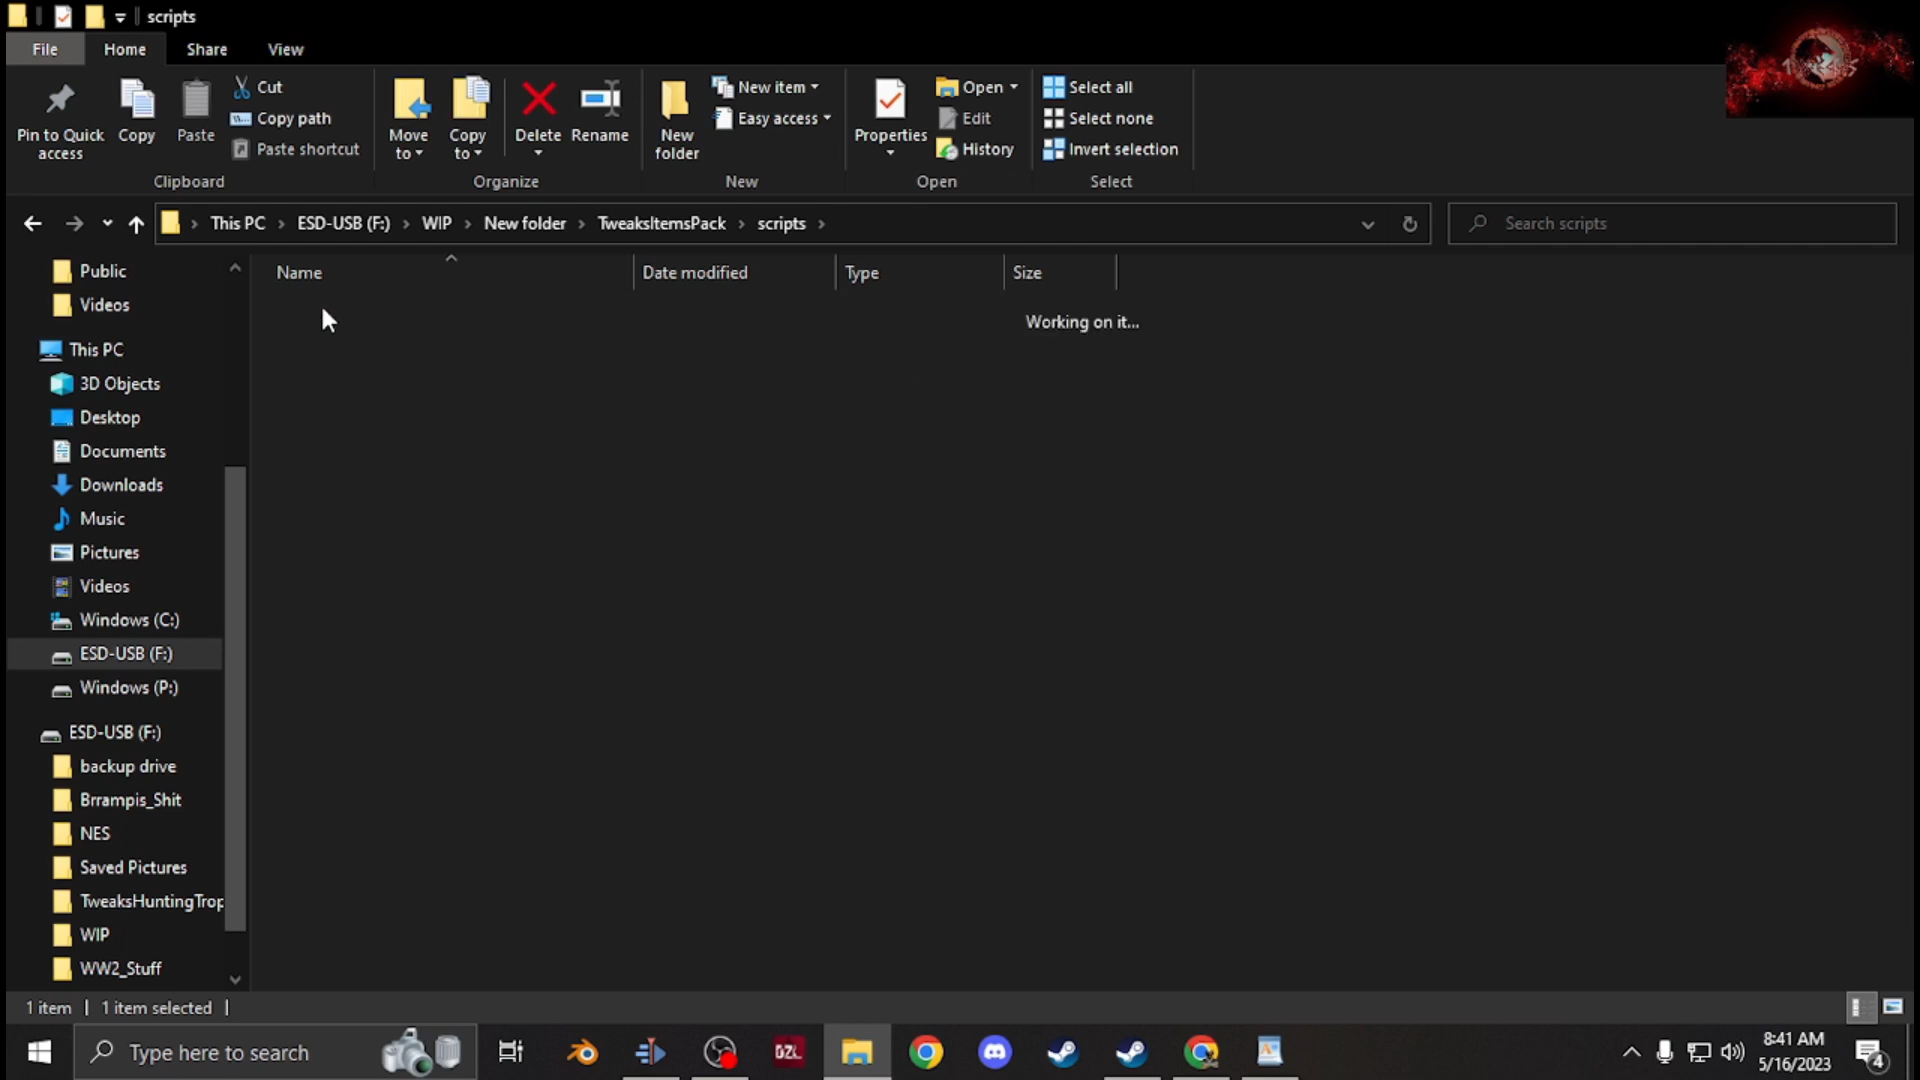 scripts
File Home Share View
Pin to Quick access
Copy
Paste
Cut
Copy path
Paste shortcut
Clipboard
Move to
Copy to
Delete
Rename
Organize
New folder
New item
Easy access
New
Properties
Open
Edit
History
Open
Select all
Select none
Invert selection
Select
This PC ESD-USB (F:) WIP New folder TweaksItemsPack scripts
Search scripts
Name Date modified Type Size
Working on it...
Public
Videos
This PC
3D Objects
Desktop
Documents
Downloads
Music
Pictures
Videos
Windows (C:)
ESD-USB (F:)
Windows (P:)
ESD-USB (F:)
backup drive
Brrampis_Shit
NES
Saved Pictures
TweaksHuntingTrop
WIP
WW2_Stuff
1 item 1 item selected
Type here to search
DZL
8:41 AM
5/16/2023
4